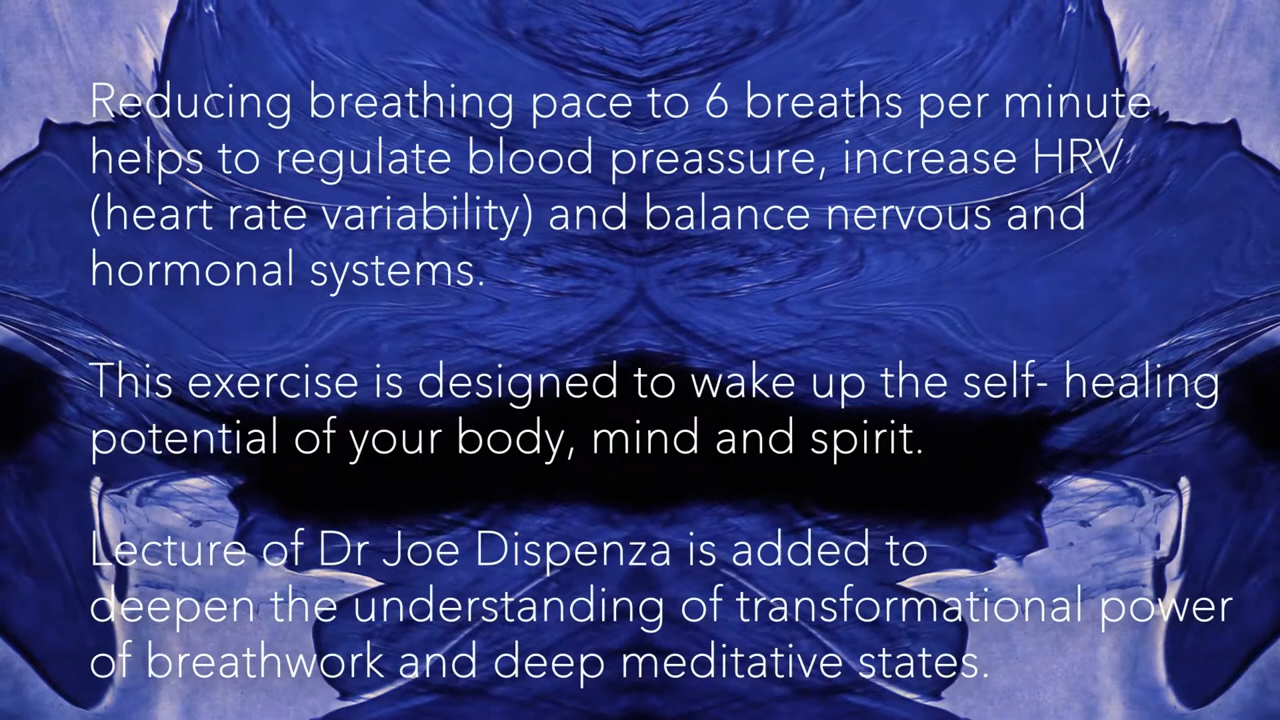 Reducing breathing pace to 6 breaths per minute
helps to regulate blood preassure, increase HRV
(heart rate variability) and balance nervous and
hormonal systems.
This exercise is designed to wake up the self- healing
potential of your body, mind and spirit.
Lecture of Dr Joe Dispenza is added to
deepen the understanding of transformational power
of breathwork and deep meditative states.